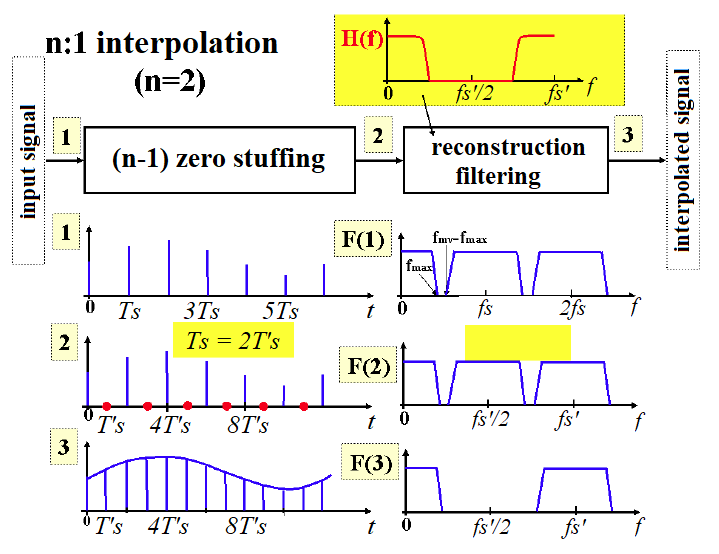 n:1 interpolation
(n=2)
H(f)
0
fs'/2
fs'
f
input signal
1
(n-1) zero stuffing
2
reconstruction
filtering
3
interpolated signal
1
0
Ts
3Ts
5Ts
t
F(1)
fmax
fmv-fmax
0
fs
2fs
f
2
Ts = 2T's
0
T's
4T's
8T's
t
F(2)
0
fs'/2
fs'
f
3
0
T's
4T's
8T's
t
F(3)
0
fs'/2
fs'
f